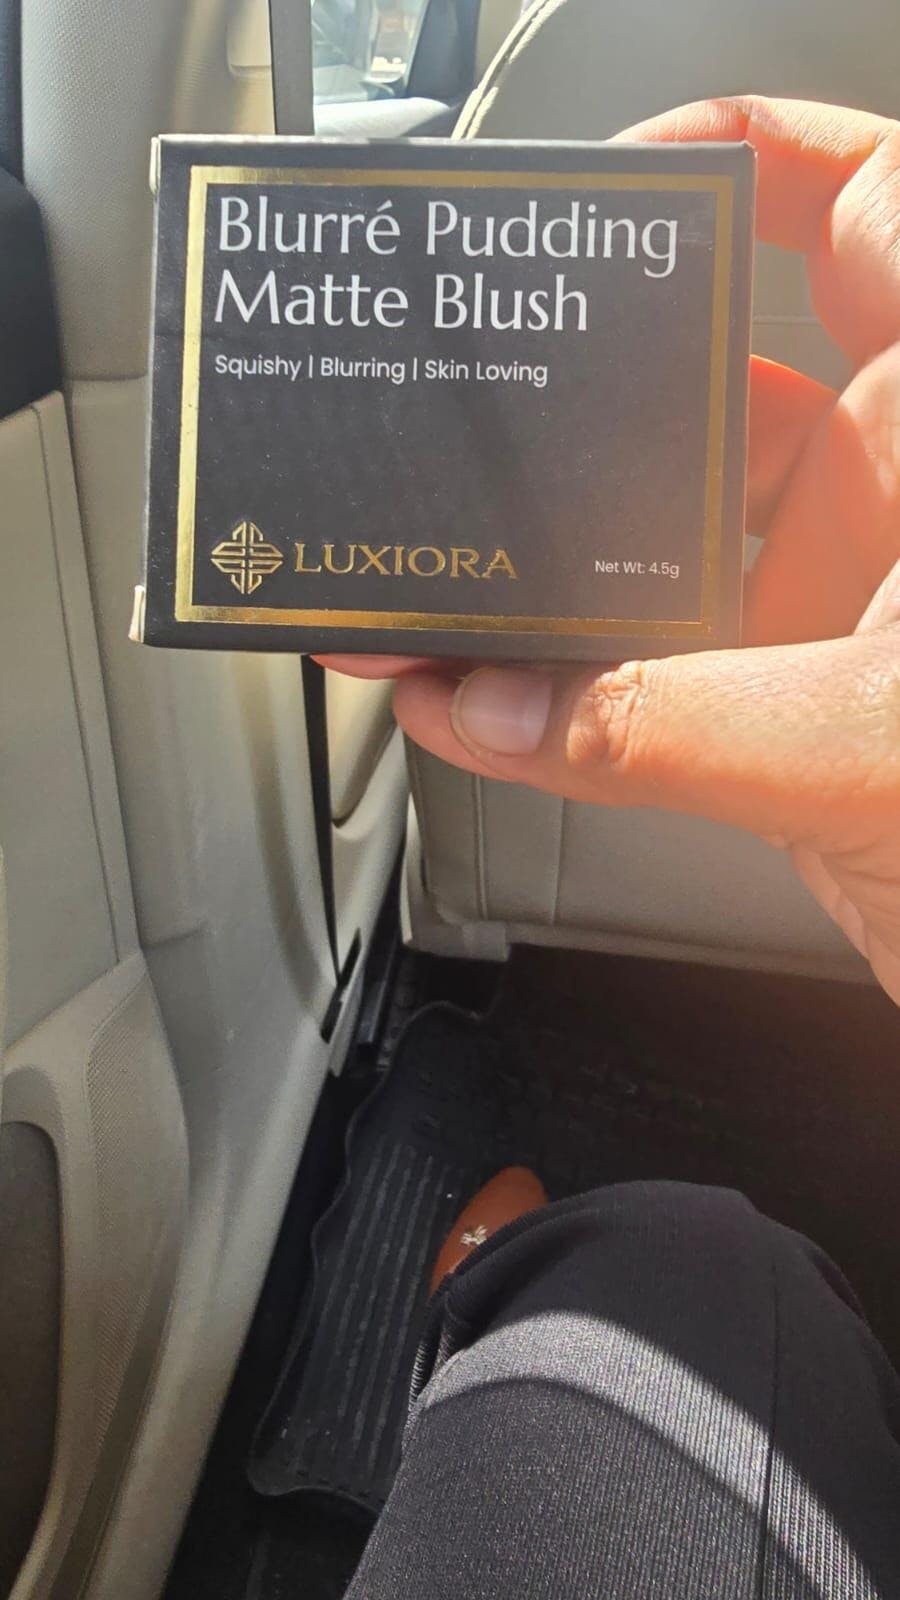 Blurré Pudding
Matte Blush
Squishy | Blurring | Skin Loving
LUXIORA
Net Wt: 4.5g